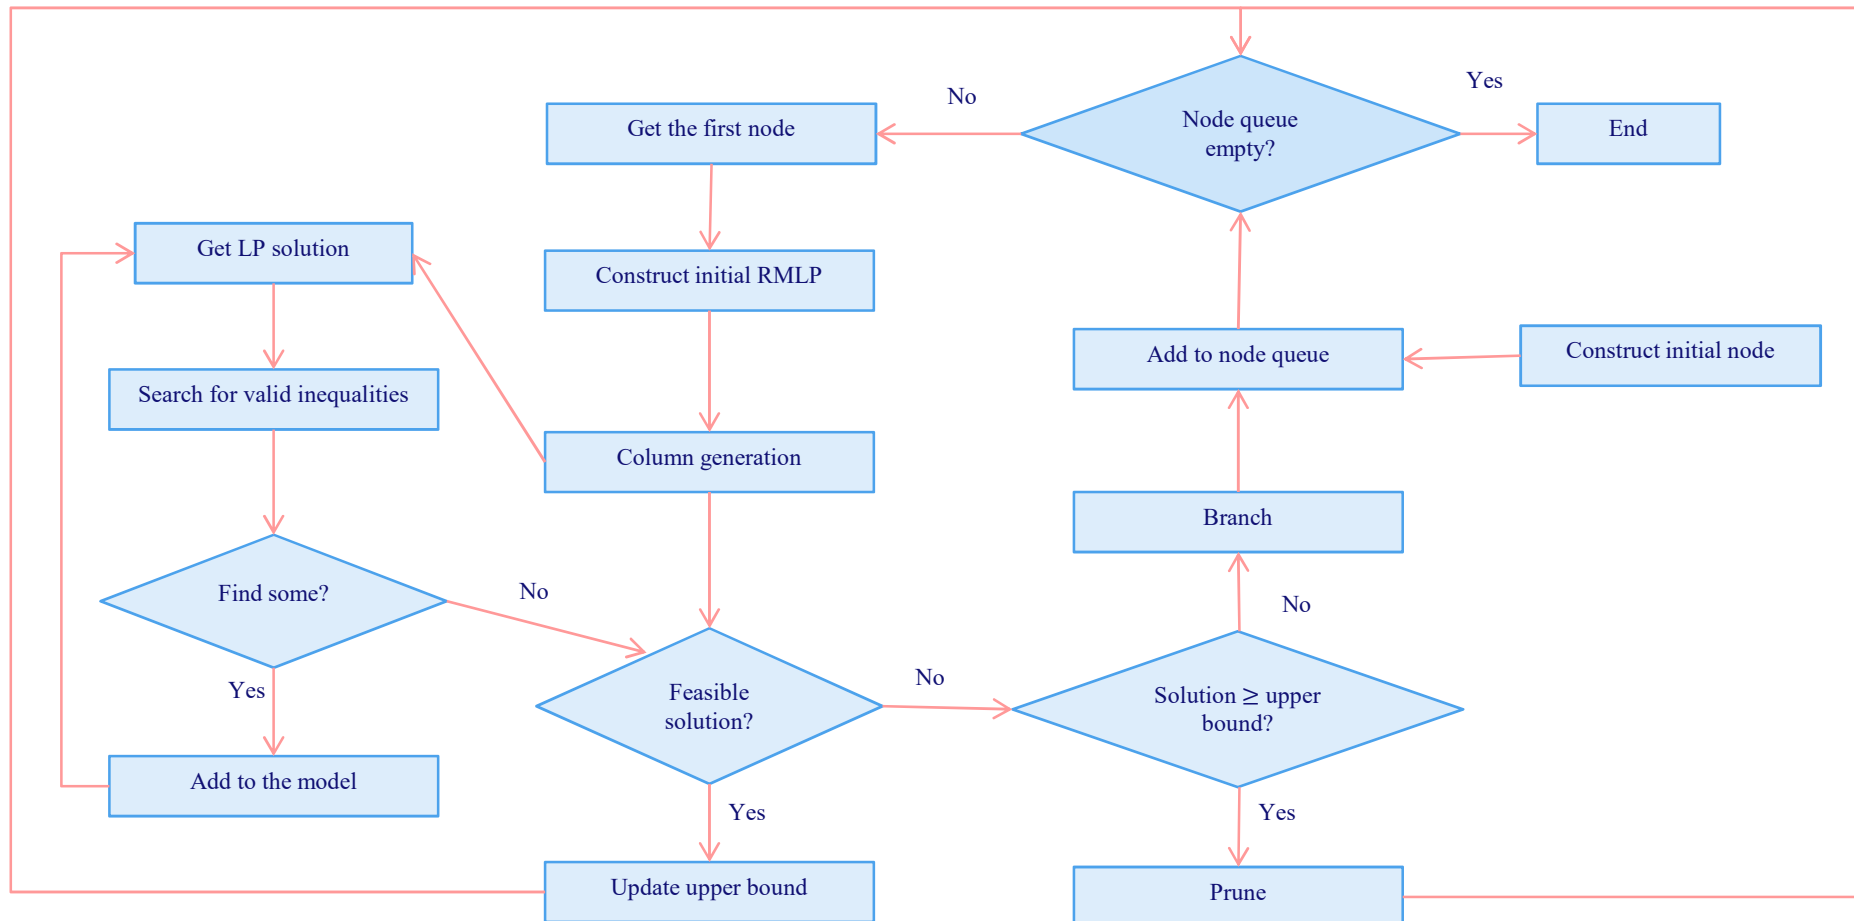 No
Yes
Get the first node
Node queue
empty?
End
Get LP solution
Construct initial RMLP
Add to node queue
Construct initial node
Search for valid inequalities
Column generation
Branch
Find some?
No
No
Yes
Feasible
solution?
No
Solution ≥ upper
bound?
Add to the model
Yes
Yes
Update upper bound
Prune